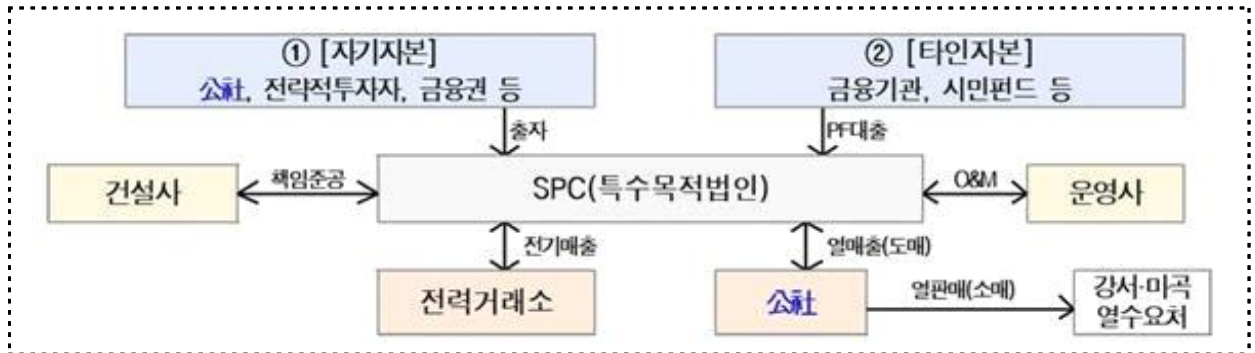 ① [자기자본]
公社, 전략적투자자, 금융권 등
② [타인자본]
금융기관, 시민펀드 등
출자
PF대출
건설사
책임준공
SPC(특수목적법인)
O&M
운영사
전기매출
열매출(도매)
전력거래소
公社
열판매(소매)
강서·마곡
열수요처